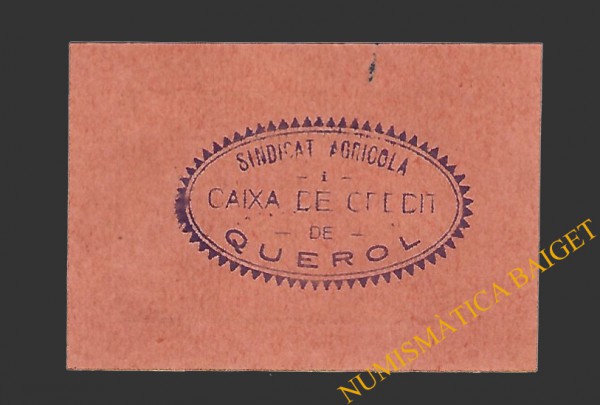 SINDICAT AGRICOLA
- i -
CAIXA DE CREDIT
- DE -
QUEROL
NUMISMÀTICA BAIGET